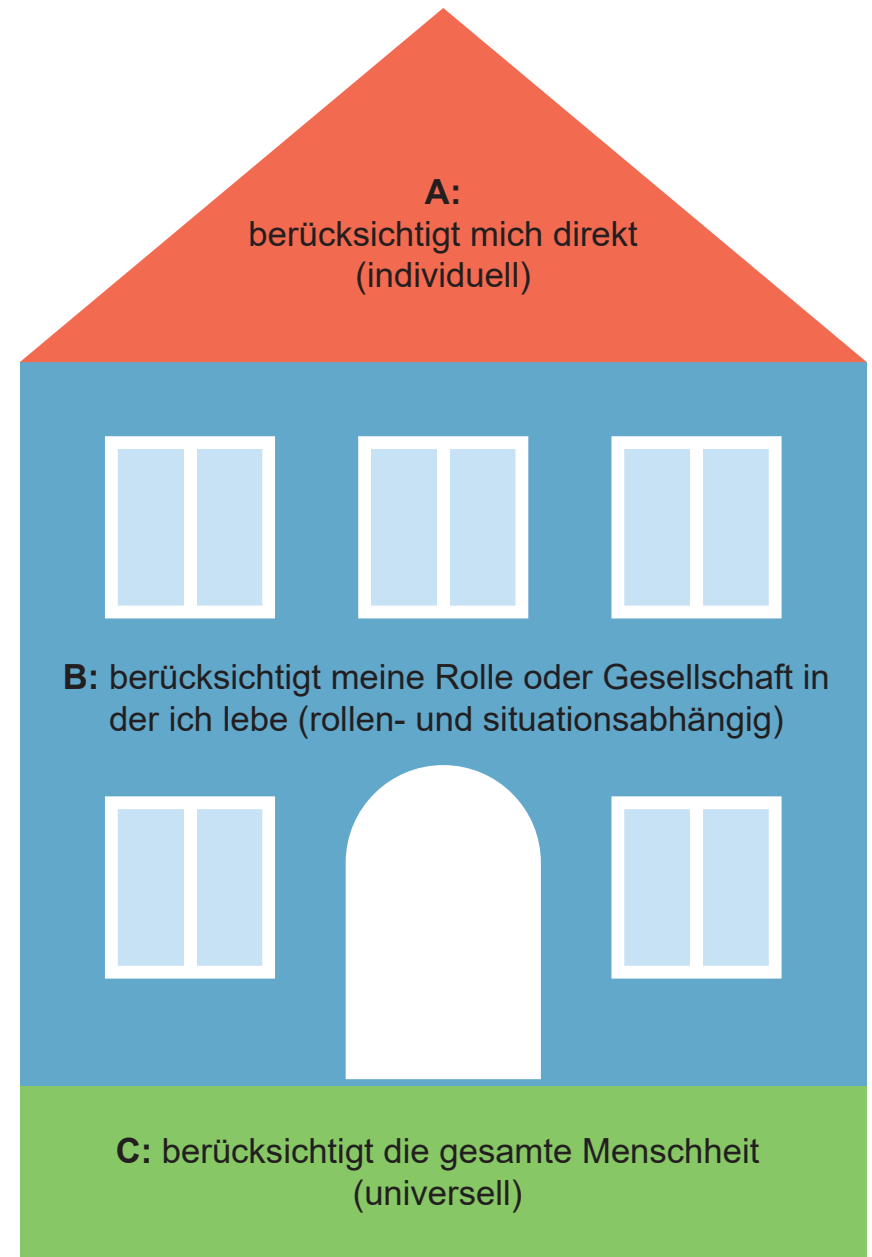 A:
berücksichtigt mich direkt
(individuell)
B: berücksichtigt meine Rolle oder Gesellschaft in
der ich lebe (rollen- und situationsabhängig)
C: berücksichtigt die gesamte Menschheit
(universell)